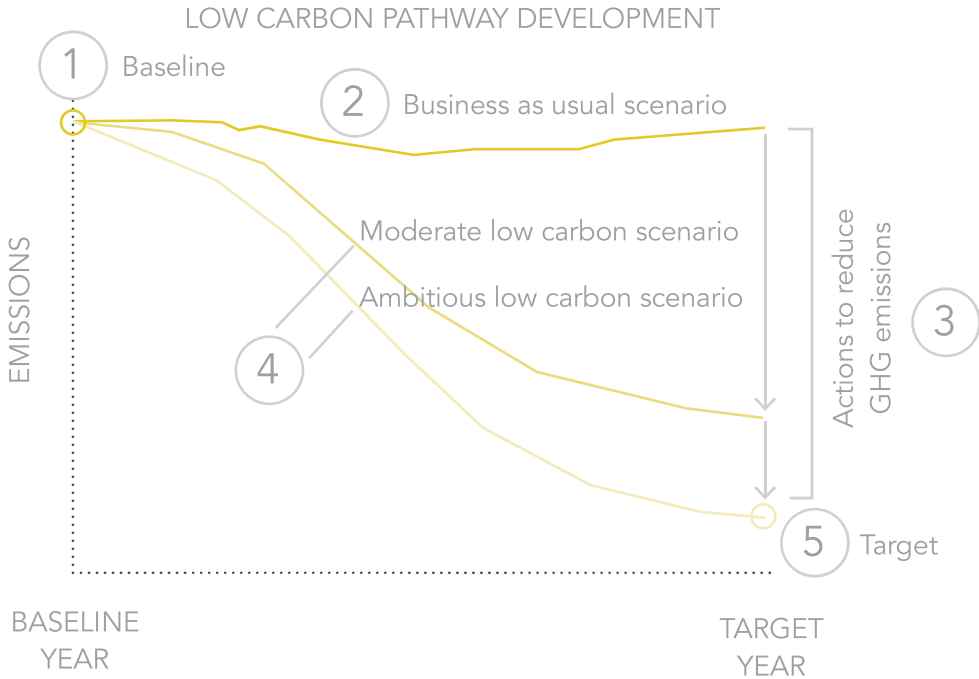 LOW CARBON PATHWAY DEVELOPMENT
1
Baseline
2
Business as usual scenario
Moderate low carbon scenario
Ambitious low carbon scenario
4
EMISSIONS
Actions to reduce
GHG emissions
3
5
Target
BASELINE
YEAR
TARGET
YEAR